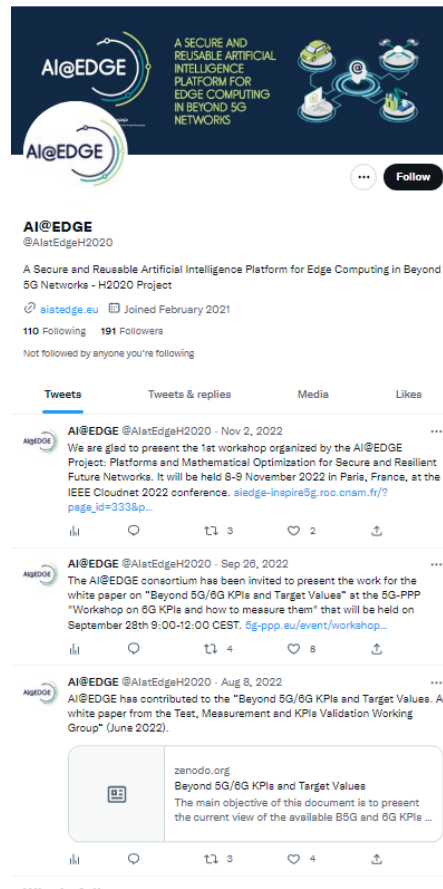 AI@EDGE
A SECURE AND
REUSABLE ARTIFICIAL
INTELLIGENCE
PLATFORM FOR
EDGE COMPUTING
IN BEYOND 5G
NETWORKS
@
AI@EDGE
Follow
AI@EDGE
@AIatEdgeH2020
A Secure and Reusable Artificial Intelligence Platform for Edge Computing in Beyond
5G Networks - H2020 Project
aiatedge.eu Joined February 2021
110 Following 191 Followers
Not followed by anyone you're following
Tweets Tweets & replies Media Likes
AI@EDGE
AI@EDGE @AIatEdgeH2020 · Nov 2, 2022
We are glad to present the 1st workshop organized by the AI@EDGE
Project: Platforms and Mathematical Optimization for Secure and Resilient
Future Networks. It will be held 8-9 November 2022 in Paris, France, at the
IEEE Cloudnet 2022 conference. aiedge-inspire5g.roc.cnam.fr/?
page_id=333&p...
3 2
AI@EDGE
AI@EDGE @AIatEdgeH2020 · Sep 26, 2022
The AI@EDGE consortium has been invited to present the work for the
white paper on "Beyond 5G/6G KPIs and Target Values" at the 5G-PPP
"Workshop on 6G KPIs and how to measure them" that will be held on
September 28th 9:00-12:00 CEST. 5g-ppp.eu/event/workshop...
4 8
AI@EDGE
AI@EDGE @AIatEdgeH2020 · Aug 8, 2022
AI@EDGE has contributed to the "Beyond 5G/6G KPIs and Target Values. A
white paper from the Test, Measurement and KPIs Validation Working
Group" (June 2022).
zenodo.org
Beyond 5G/6G KPIs and Target Values
The main objective of this document is to present
the current view of the available B5G and 6G KPIs ...
3 4